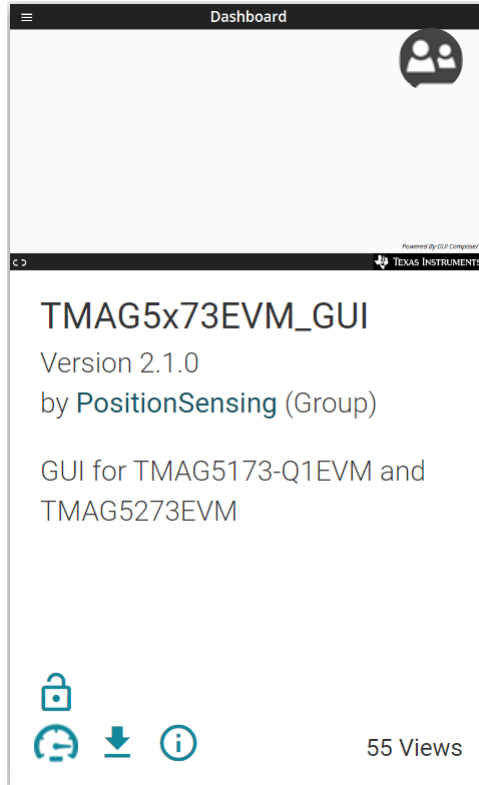 Dashboard
Powered By GUI Composer
TEXAS INSTRUMENTS
TMAG5x73EVM_GUI
Version 2.1.0
by PositionSensing (Group)
GUI for TMAG5173-Q1EVM and
TMAG5273EVM
55 Views